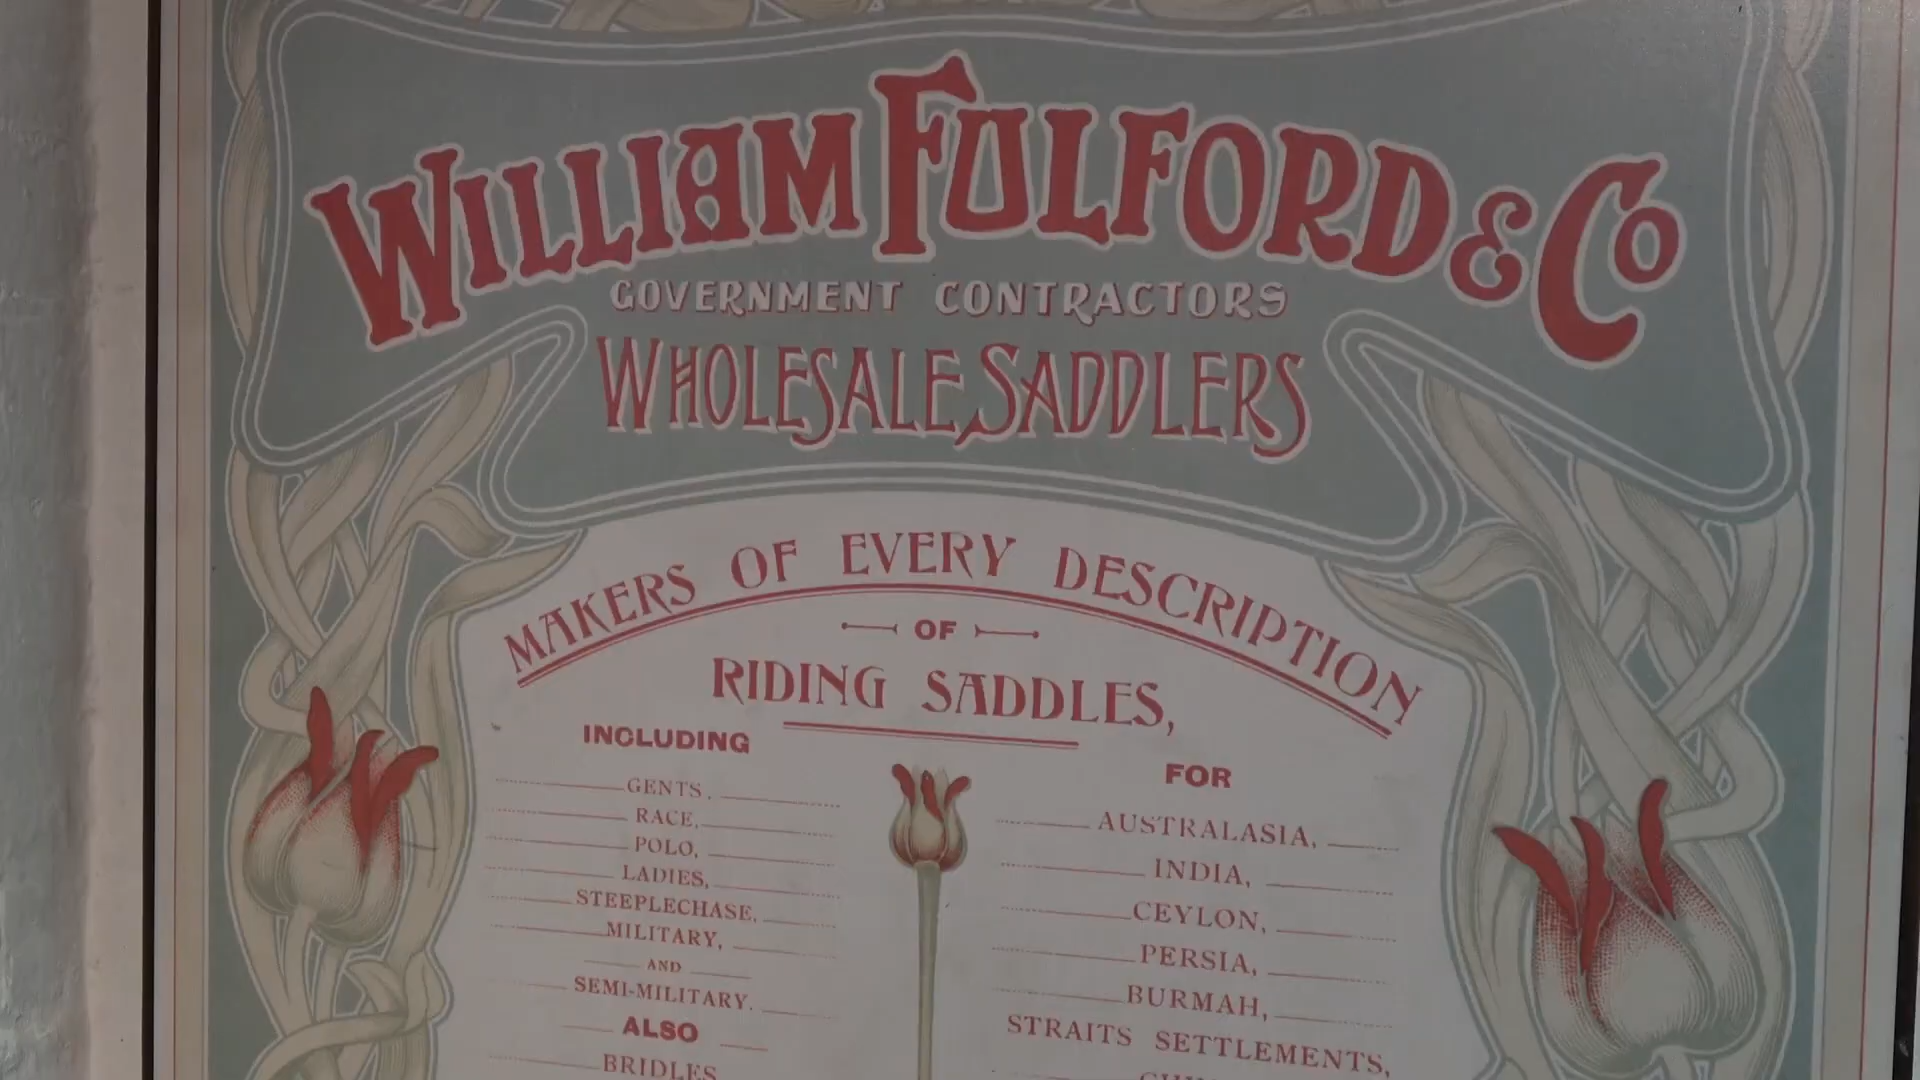 WILLIAM FULFORD & CO
GOVERNMENT CONTRACTORS
WHOLESALE SADDLERS
MAKERS OF EVERY DESCRIPTION
OF
RIDING SADDLES,
INCLUDING
GENTS,
RACE,
POLO,
LADIES,
STEEPLECHASE,
MILITARY,
AND
SEMI-MILITARY.
ALSO
BRIDLES
FOR
AUSTRALASIA,
INDIA,
CEYLON,
PERSIA,
BURMAH,
STRAITS SETTLEMENTS,